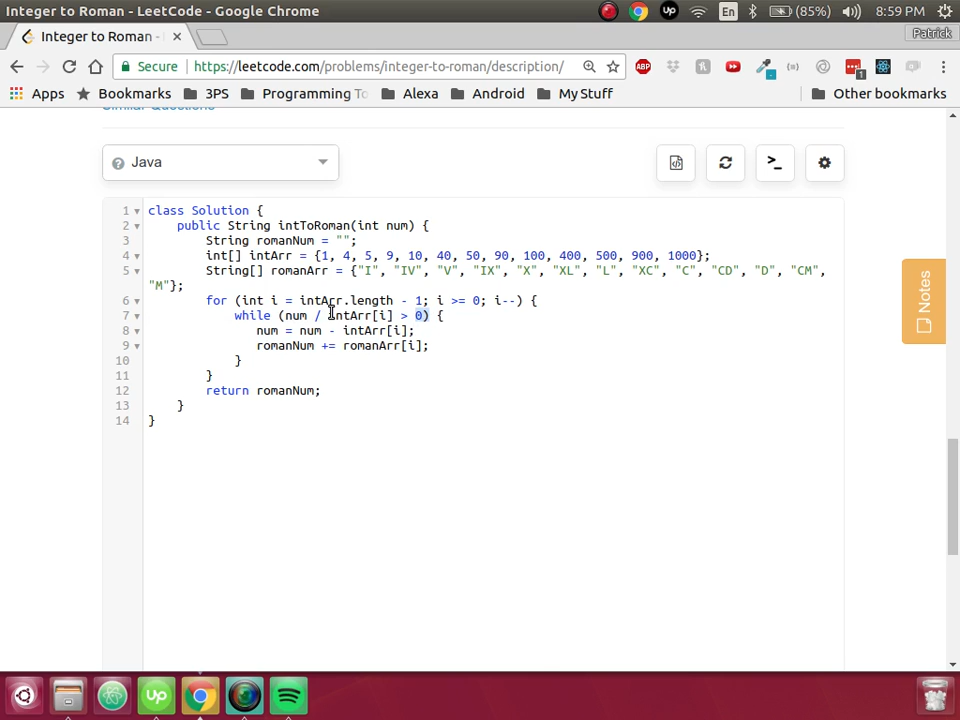 Integer to Roman - LeetCode - Google Chrome
En
(85%)
8:59 PM
Integer to Roman -
Patrick
Secure
https://leetcode.com/problems/integer-to-roman/description/
ABP
1
Apps
Bookmarks
3PS
Programming To
Alexa
Android
My Stuff
Other bookmarks
Similar Questions
Java
>_
1 class Solution {
2 public String intToRoman(int num) {
3 String romanNum = "";
4 int[] intArr = {1, 4, 5, 9, 10, 40, 50, 90, 100, 400, 500, 900, 1000};
5 String[] romanArr = {"I", "IV", "V", "IX", "X", "XL", "L", "XC", "C", "CD", "D", "CM",
"M"};
6 for (int i = intArr.length - 1; i >= 0; i--) {
7 while (num / intArr[i] > 0) {
8 num = num - intArr[i];
9 romanNum += romanArr[i];
10 }
11 }
12 return romanNum;
13 }
14 }
Notes
up